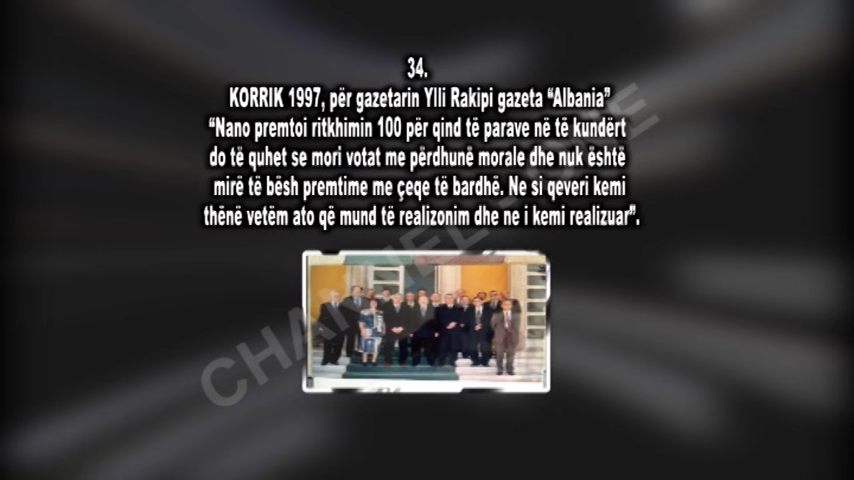 34.
KORRIK 1997, për gazetarin Ylli Rakipi gazeta “Albania”
“Nano premtoi ritkhimin 100 për qind të parave në të kundërt
do të quhet se mori votat me përdhunë morale dhe nuk është
mirë të bësh premtime me çeqe të bardhë. Ne si qeveri kemi
thënë vetëm ato që mund të realizonim dhe ne i kemi realizuar”.
CHANNEL ONE